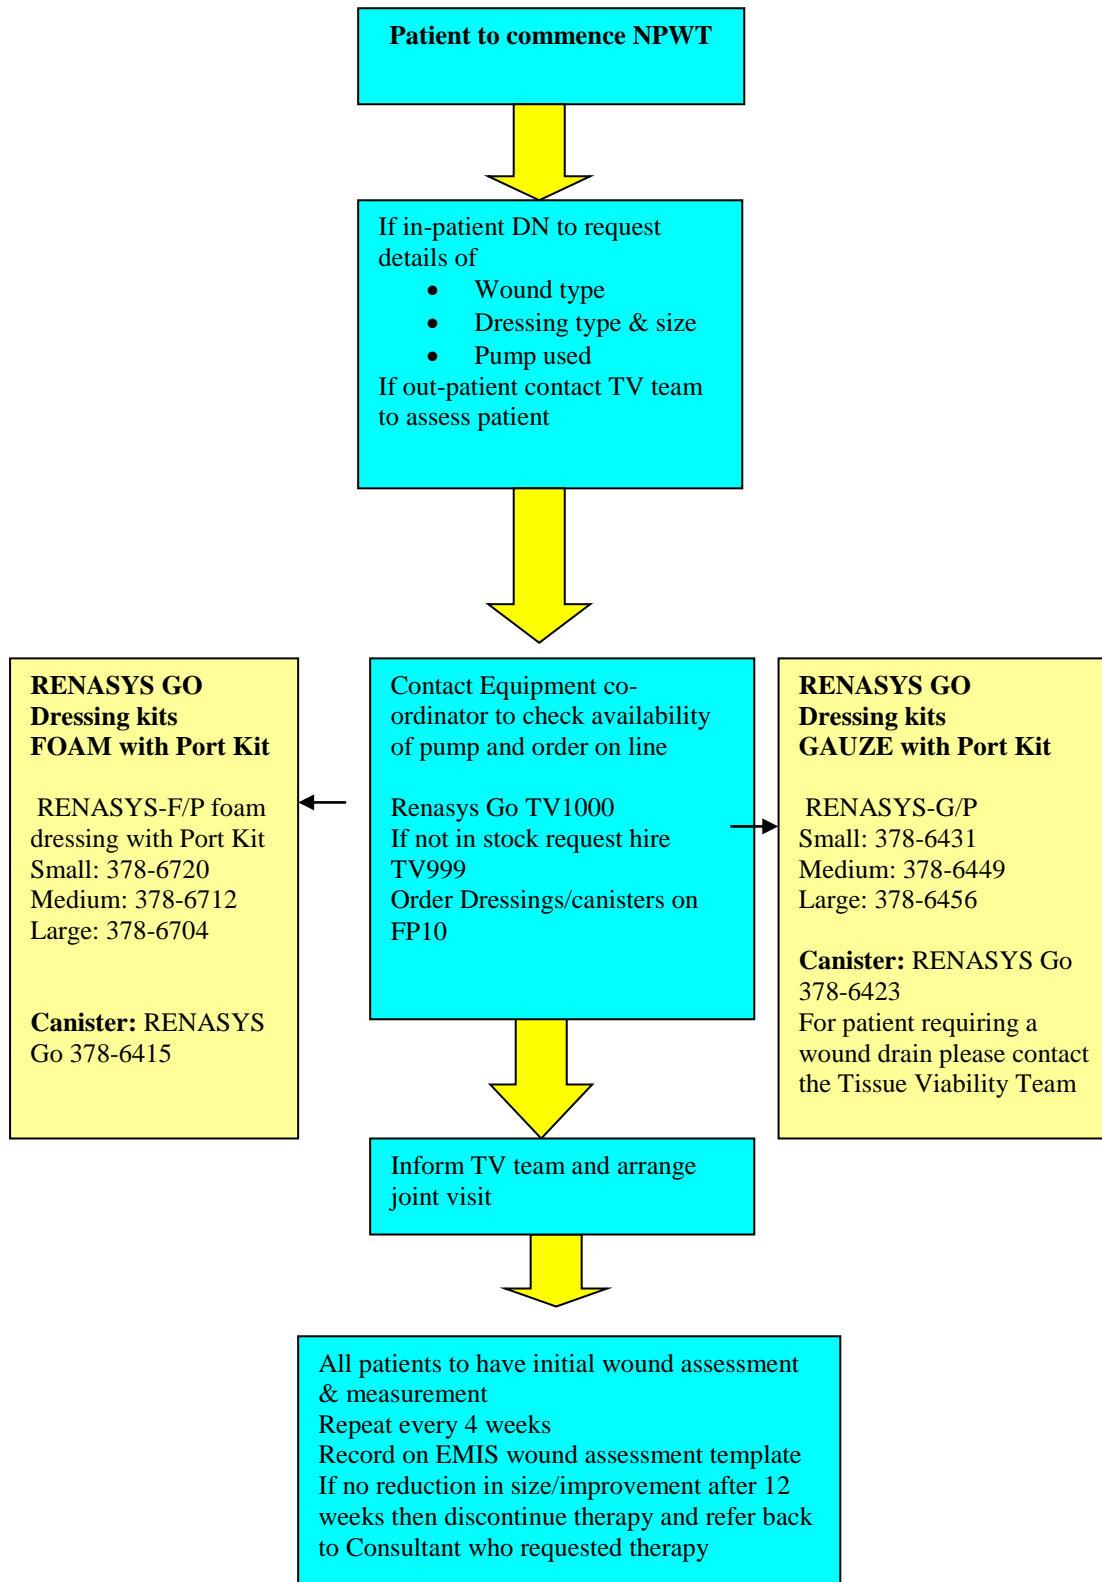 Patient to commence NPWT
If in-patient DN to request
details of
• Wound type
• Dressing type & size
• Pump used
If out-patient contact TV team
to assess patient
RENASYS GO
Dressing kits
FOAM with Port Kit
RENASYS-F/P foam
dressing with Port Kit
Small: 378-6720
Medium: 378-6712
Large: 378-6704
Canister: RENASYS
Go 378-6415
Contact Equipment co-
ordinator to check availability
of pump and order on line
Renasys Go TV1000
If not in stock request hire
TV999
Order Dressings/canisters on
FP10
RENASYS GO
Dressing kits
GAUZE with Port Kit
RENASYS-G/P
Small: 378-6431
Medium: 378-6449
Large: 378-6456
Canister: RENASYS Go
378-6423
For patient requiring a
wound drain please contact
the Tissue Viability Team
Inform TV team and arrange
joint visit
All patients to have initial wound assessment
& measurement
Repeat every 4 weeks
Record on EMIS wound assessment template
If no reduction in size/improvement after 12
weeks then discontinue therapy and refer back
to Consultant who requested therapy